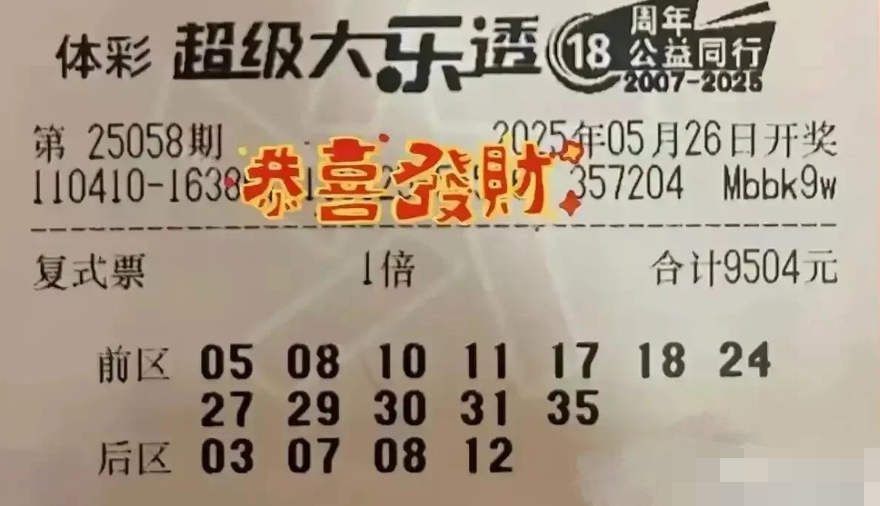 体彩 超级大乐透 18 周年
公益同行
2007-2025
第 25058期 2025年05月26日开奖
110410-1638 恭喜發財 357204 Mbbk9w
复式票 1倍 合计9504元
前区 05 08 10 11 17 18 24
27 29 30 31 35
后区 03 07 08 12